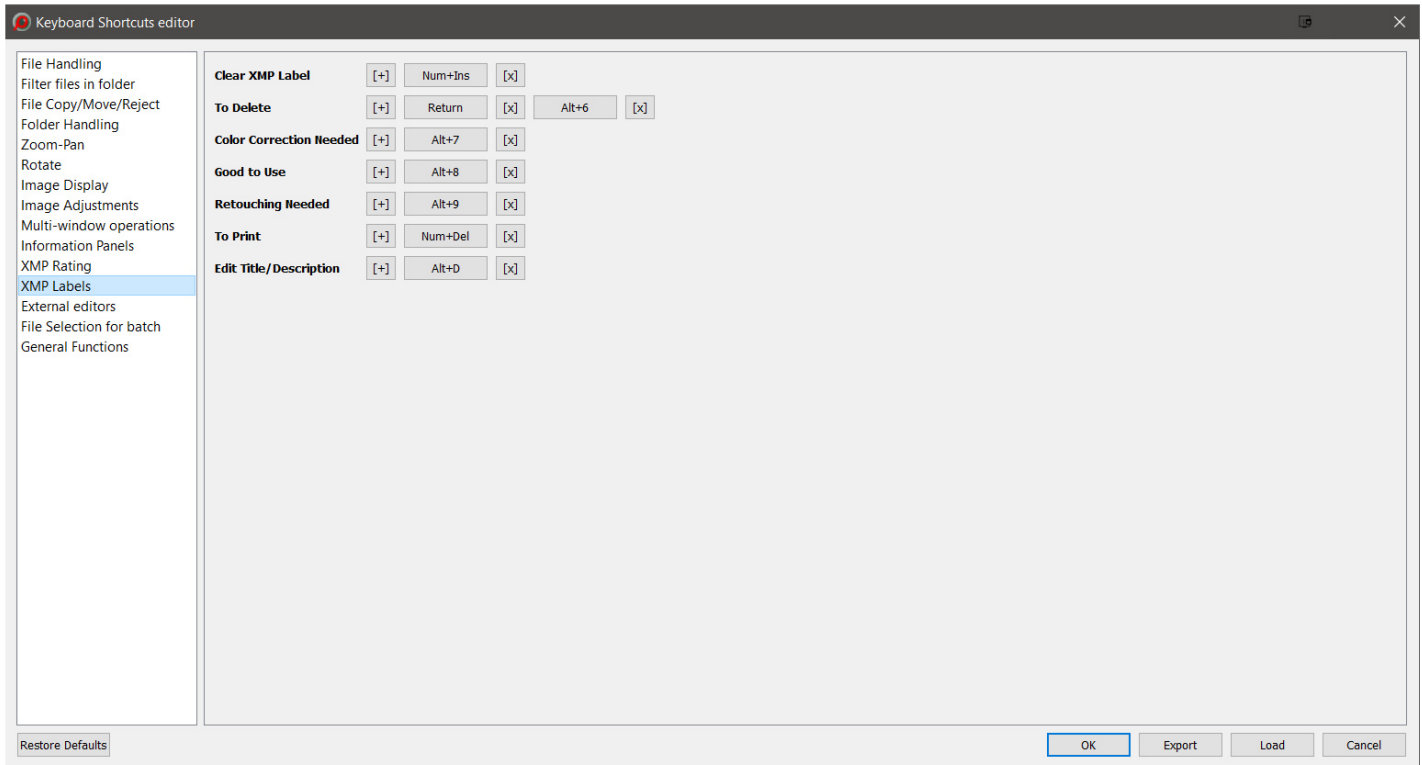 Keyboard Shortcuts editor
File Handling
Filter files in folder
File Copy/Move/Reject
Folder Handling
Zoom-Pan
Rotate
Image Display
Image Adjustments
Multi-window operations
Information Panels
XMP Rating
XMP Labels
External editors
File Selection for batch
General Functions
Clear XMP Label [+] Num+Ins [x]
To Delete [+] Return [x] Alt+6 [x]
Color Correction Needed [+] Alt+7 [x]
Good to Use [+] Alt+8 [x]
Retouching Needed [+] Alt+9 [x]
To Print [+] Num+Del [x]
Edit Title/Description [+] Alt+D [x]
Restore Defaults OK Export Load Cancel